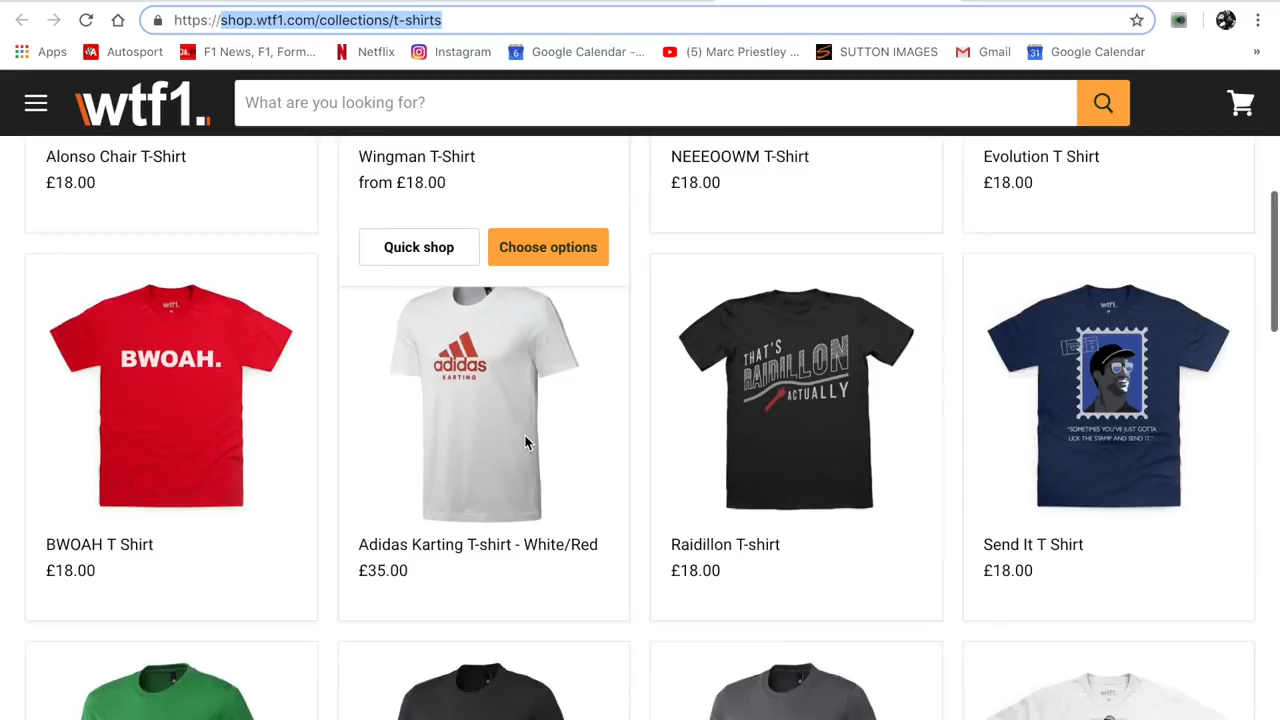 https://shop.wtf1.com/collections/t-shirts
Apps
Autosport
F1 News, F1, Form...
Netflix
Instagram
6
Google Calendar -...
(5) Marc Priestley ...
SUTTON IMAGES
Gmail
31
Google Calendar
»
wtf1.
What are you looking for?
Alonso Chair T-Shirt
£18.00
Wingman T-Shirt
from £18.00
Quick shop
Choose options
NEEEOOWM T-Shirt
£18.00
Evolution T Shirt
£18.00
wtf1.
BWOAH.
BWOAH T Shirt
£18.00
adidas
KARTING
Adidas Karting T-shirt - White/Red
£35.00
THAT'S
RAIDILLON
ACTUALLY
Raidillon T-shirt
£18.00
wtf1.
"SOMETIMES YOU'VE JUST GOTTA
LICK THE STAMP AND SEND IT."
Send It T Shirt
£18.00
wtf1.